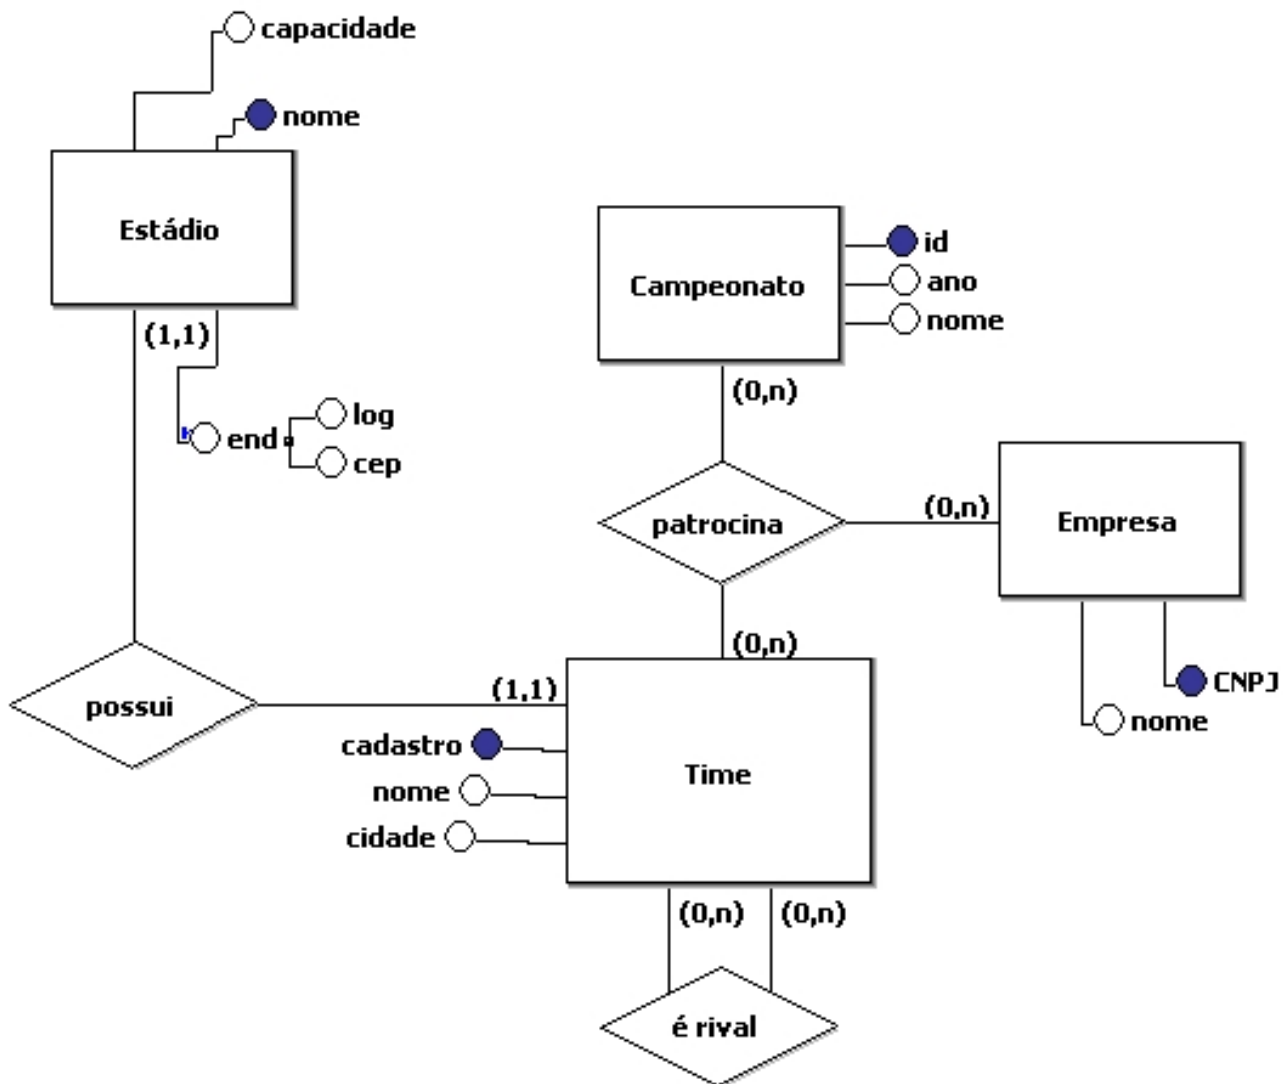 capacidade
nome
Estádio
(1,1)
end
log
cep
Campeonato
id
ano
nome
(0,n)
patrocina
(0,n)
Empresa
CNPJ
nome
(0,n)
possui
(1,1)
cadastro
nome
cidade
Time
(0,n) (0,n)
é rival